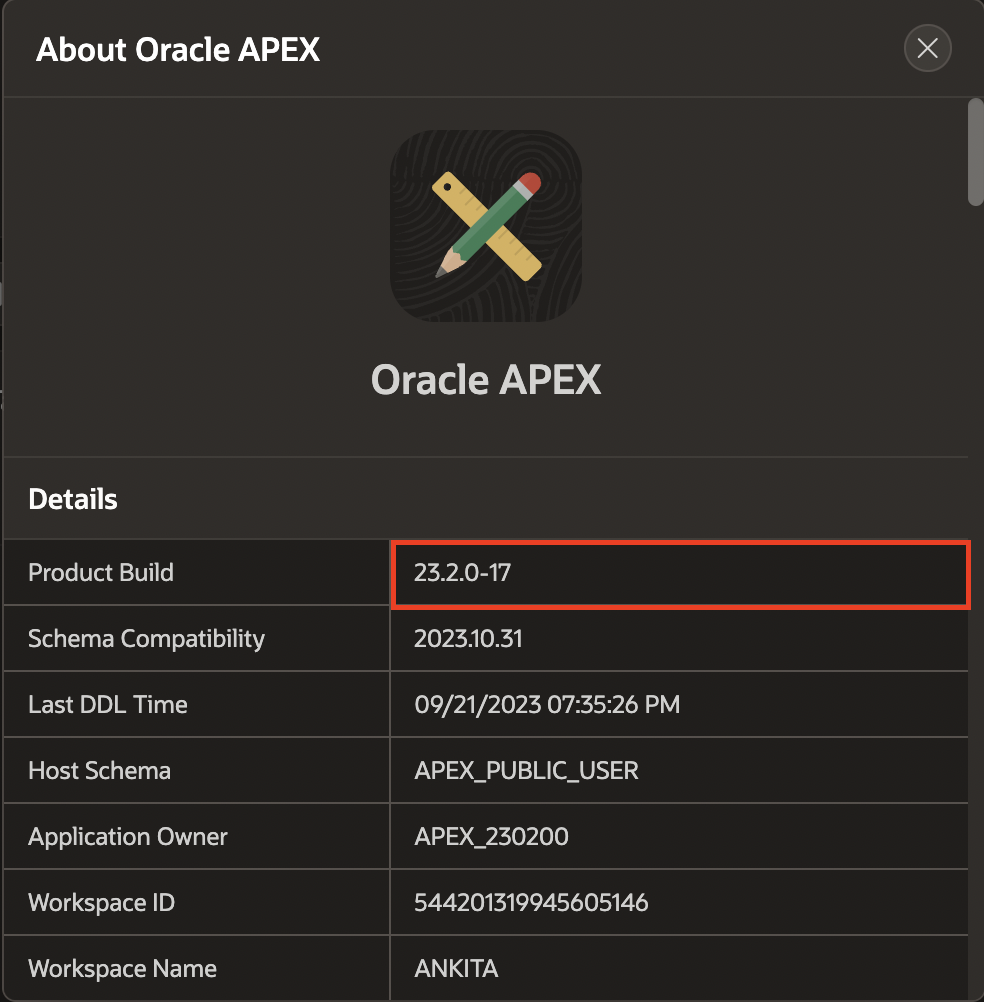 About Oracle APEX
Oracle APEX
Details
Product Build 23.2.0-17
Schema Compatibility 2023.10.31
Last DDL Time 09/21/2023 07:35:26 PM
Host Schema APEX_PUBLIC_USER
Application Owner APEX_230200
Workspace ID 544201319945605146
Workspace Name ANKITA